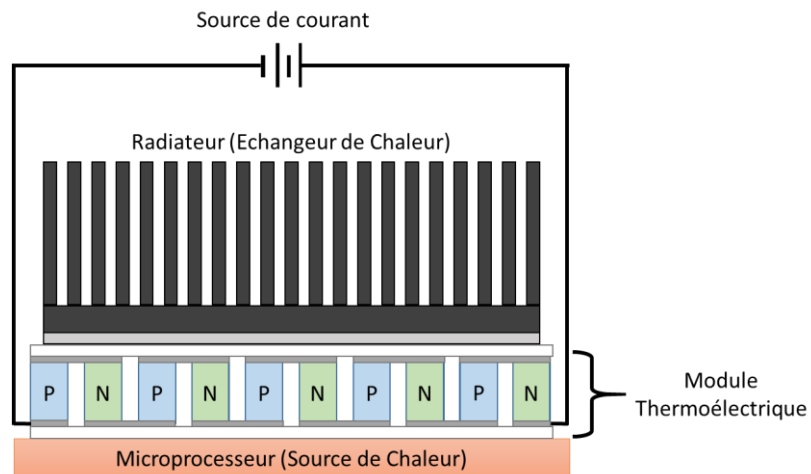 Source de courant
Radiateur (Echangeur de Chaleur)
P N P N P N P N P N
Module
Thermoélectrique
Microprocesseur (Source de Chaleur)